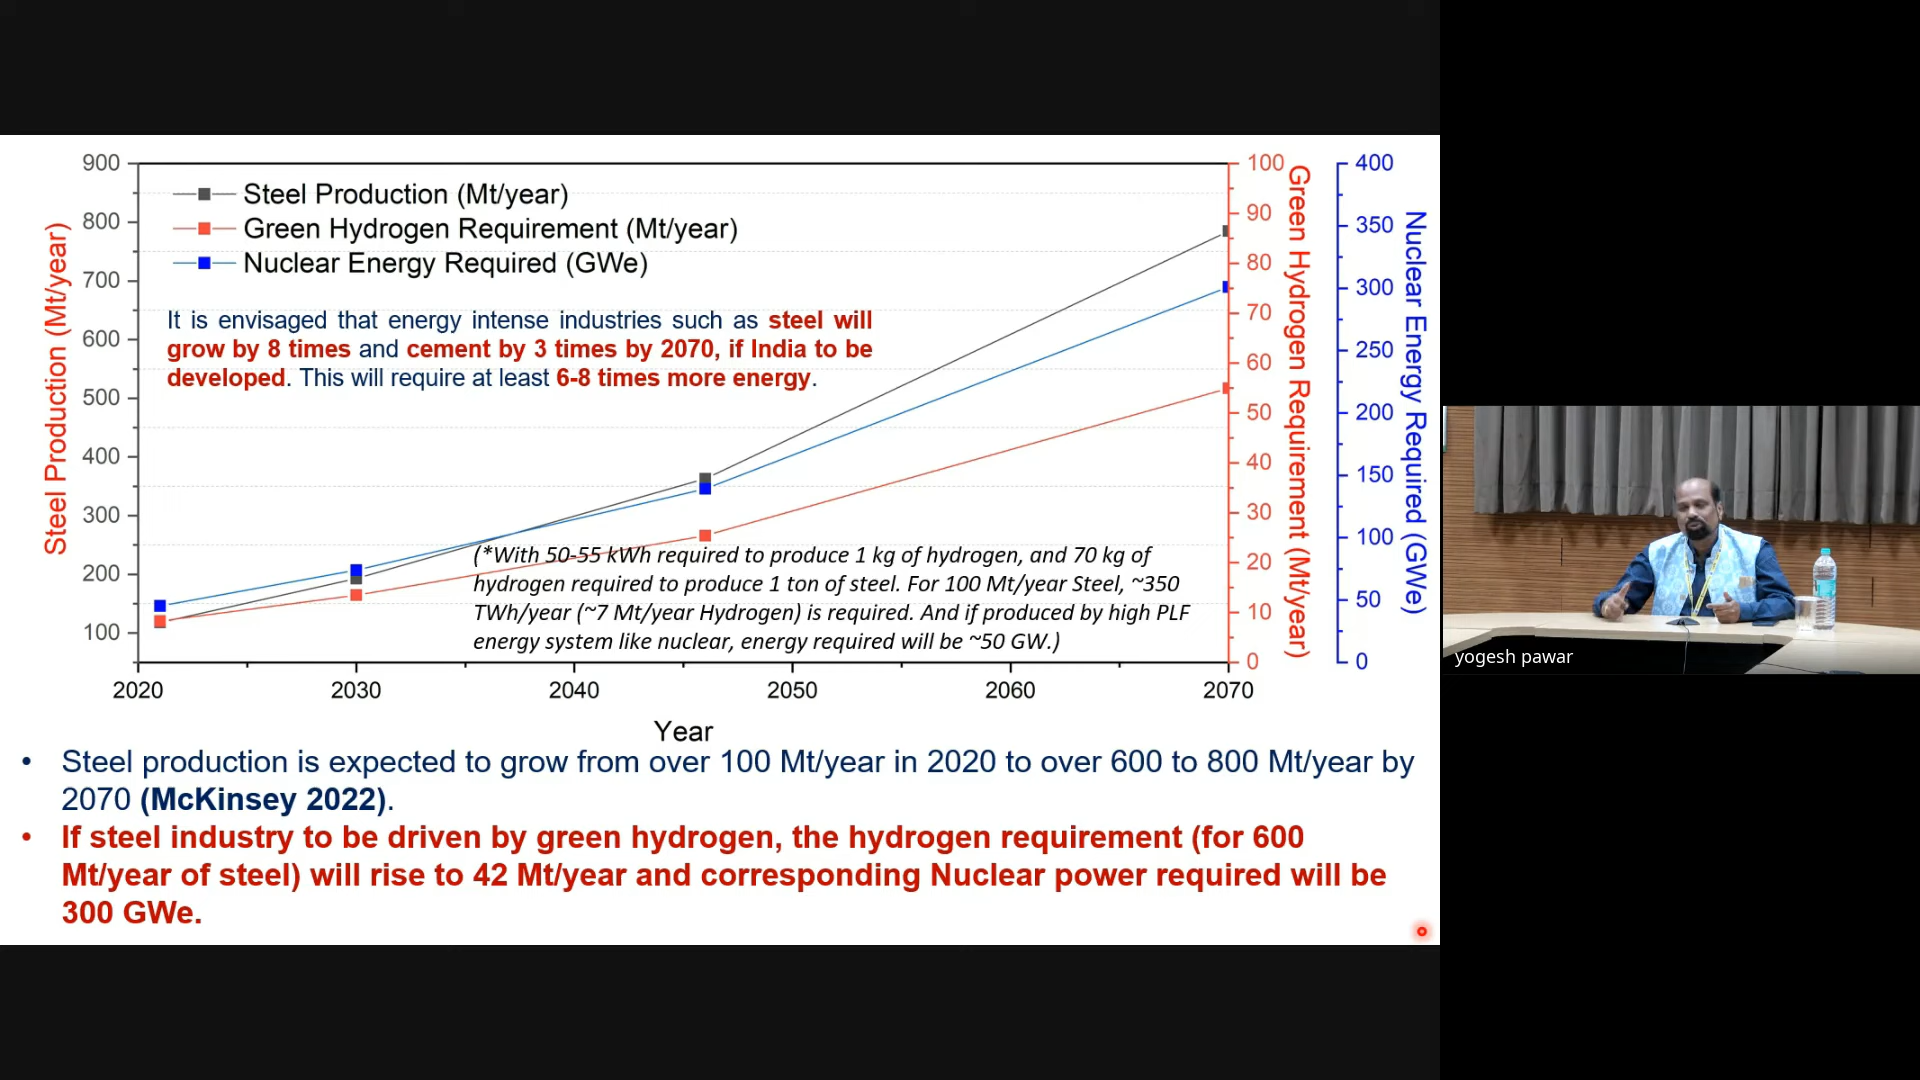 900
800
700
600
500
400
300
200
100
Steel Production (Mt/year)
Steel Production (Mt/year)
Green Hydrogen Requirement (Mt/year)
Nuclear Energy Required (GWe)
It is envisaged that energy intense industries such as steel will
grow by 8 times and cement by 3 times by 2070, if India to be
developed. This will require at least 6-8 times more energy.
(*With 50-55 kWh required to produce 1 kg of hydrogen, and 70 kg of
hydrogen required to produce 1 ton of steel. For 100 Mt/year Steel, ~350
TWh/year (~7 Mt/year Hydrogen) is required. And if produced by high PLF
energy system like nuclear, energy required will be ~50 GW.)
100
90
80
70
60
50
40
30
20
10
0
Green Hydrogen Requirement (Mt/year)
400
350
300
250
200
150
100
50
0
Nuclear Energy Required (GWe)
2020
2030
2040
2050
2060
2070
Year
• Steel production is expected to grow from over 100 Mt/year in 2020 to over 600 to 800 Mt/year by
2070 (McKinsey 2022).
• If steel industry to be driven by green hydrogen, the hydrogen requirement (for 600
Mt/year of steel) will rise to 42 Mt/year and corresponding Nuclear power required will be
300 GWe.
yogesh pawar